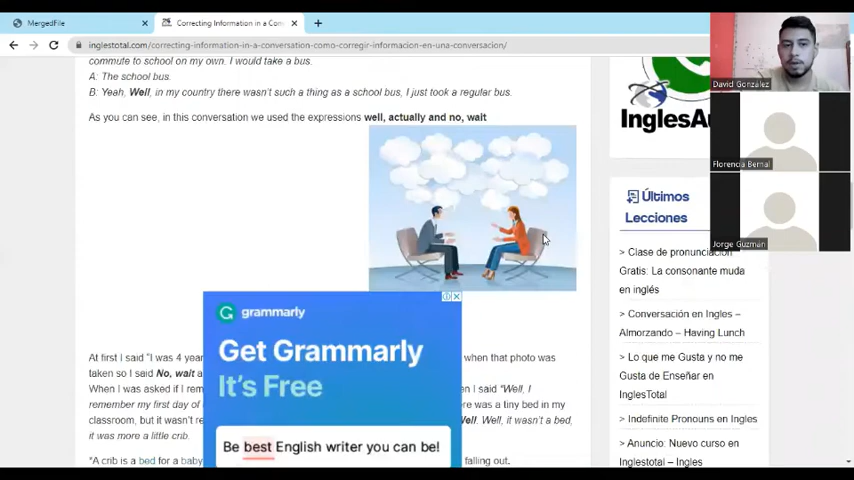 MergedFile
Correcting Information in a Con
inglestotal.com/correcting-information-in-a-conversation-como-corregir-informacion-en-una-conversacion/
commute to school on my own. I would take a bus.
A: The school bus.
B: Yeah, Well, in my country there wasn't such a thing as a school bus, I just took a regular bus.
As you can see, in this conversation we used the expressions well, actually and no, wait
grammarly
Get Grammarly
It's Free
Be best English writer you can be!
At first I said "I was 4 year
when that photo was
taken so I said No, wait a
When I was asked if I rem
n I said "Well, I
remember my first day of
ere was a tiny bed in my
classroom, but it wasn't re
Well. Well, it wasn't a bed,
it was more a little crib.
*A crib is a bed for a baby
falling out.
InglesA
Últimos
Lecciones
> Clase de pronunciación
Gratis: La consonante muda
en inglés
> Conversación en Ingles –
Almorzando – Having Lunch
> Lo que me Gusta y no me
Gusta de Enseñar en
InglesTotal
> Indefinite Pronouns en Ingles
> Anuncio: Nuevo curso en
Inglestotal – Ingles
David González
Florencia Bernal
Jorge Guzmán